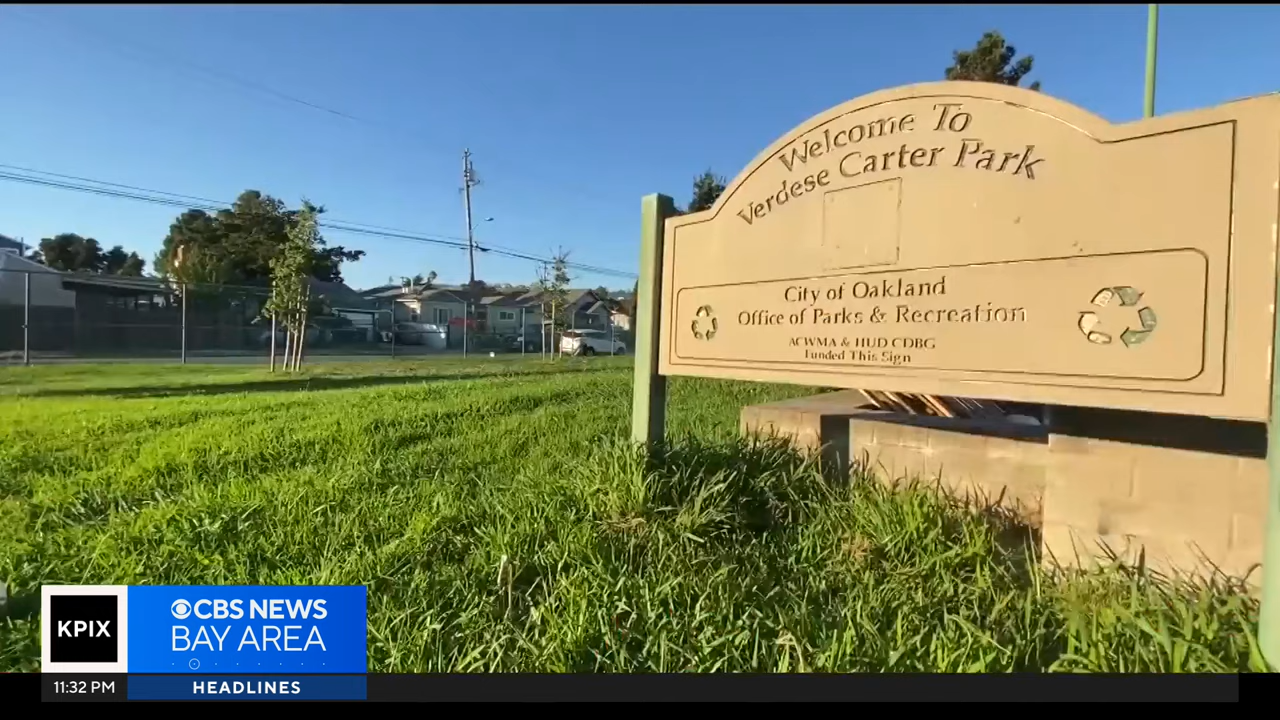 Welcome To
Verdese Carter Park
City of Oakland
Office of Parks & Recreation
ACWMA & HUD CDBG
Funded This Sign
KPIX
CBS NEWS
BAY AREA
11:32 PM
HEADLINES